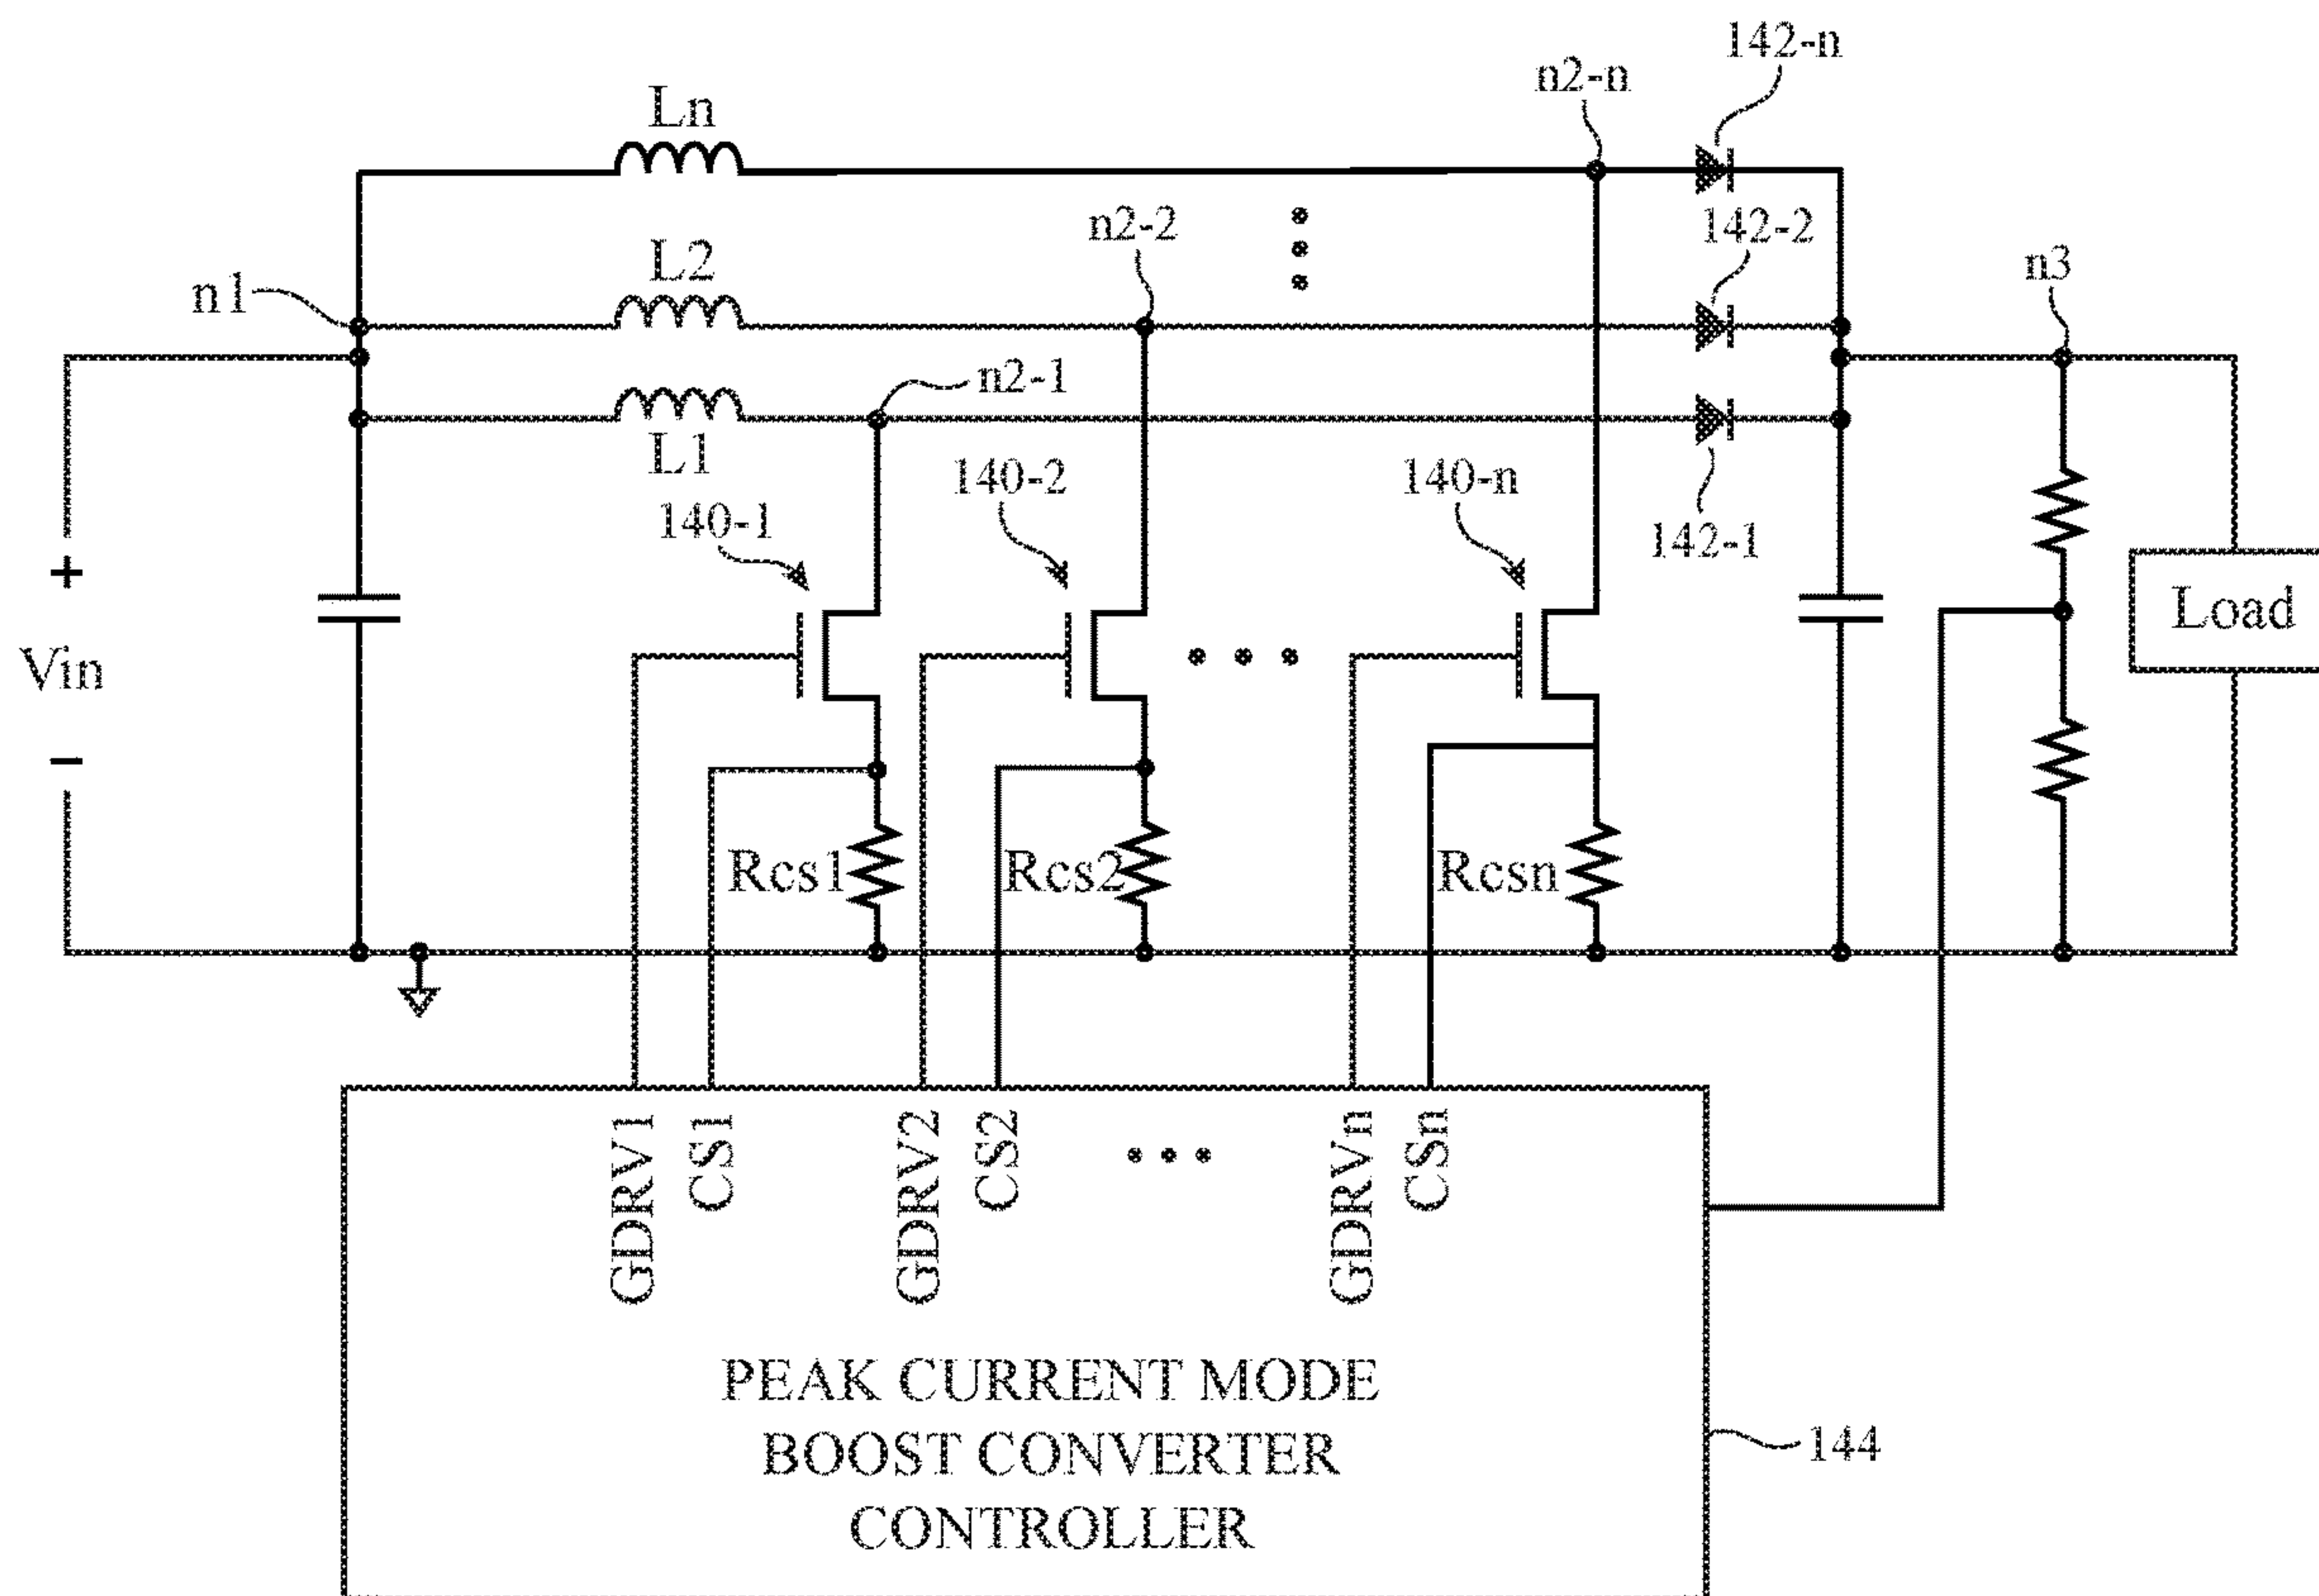 142-n
n2-n
Ln
n2-2
142-2
L2
n1
n3
n2-1
L1
140-1
140-2
140-n
142-1
+
Vin
−
Load
Rcs1
Rcs2
Rcsn
GDRV1
CS1
GDRV2
CS2
GDRVn
CSn
PEAK CURRENT MODE
BOOST CONVERTER
CONTROLLER
144